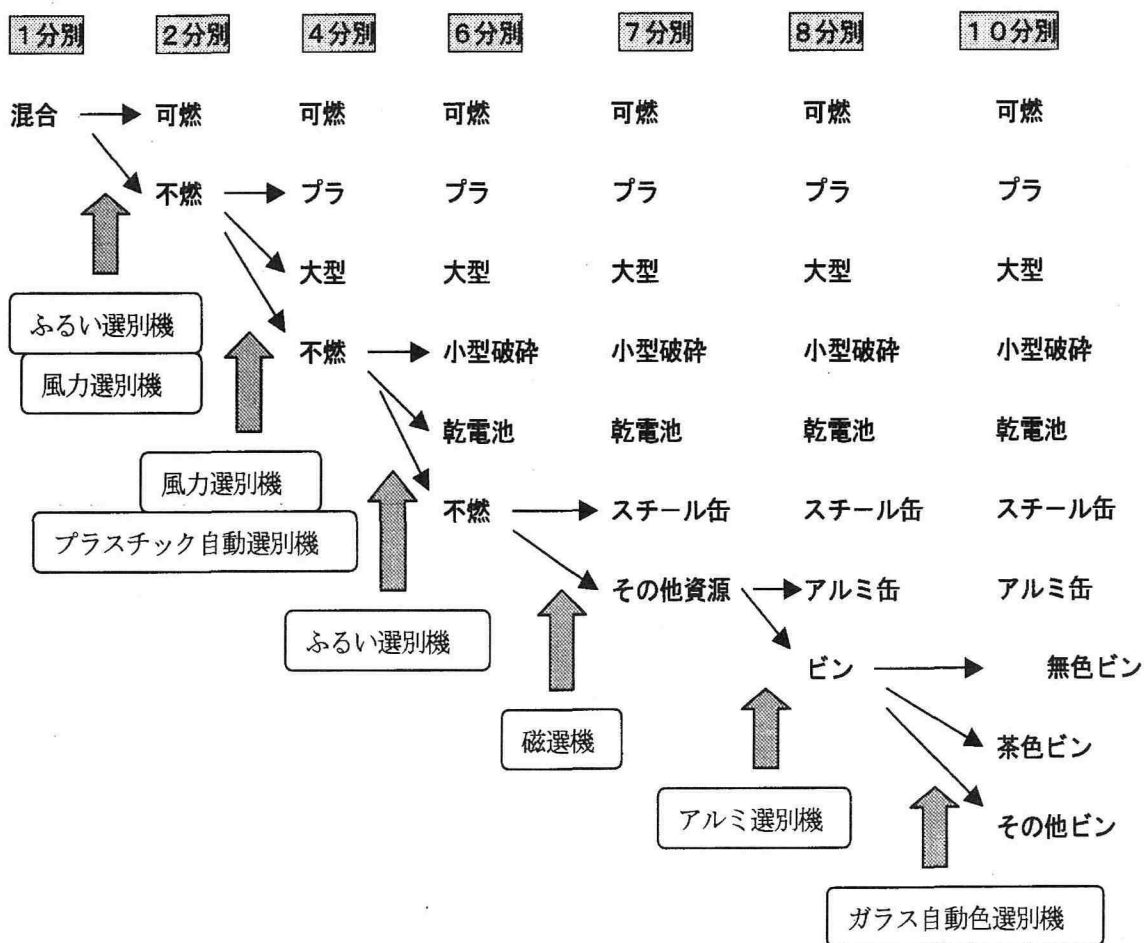 1分別 2分別 4分別 6分別 7分別 8分別 10分別
混合 可燃 可燃 可燃 可燃 可燃 可燃
不燃 プラ プラ プラ プラ プラ
大型 大型 大型 大型 大型
ふるい選別機
風力選別機
不燃 小型破砕 小型破砕 小型破砕 小型破砕
乾電池 乾電池 乾電池 乾電池
風力選別機
プラスチック自動選別機
不燃 スチール缶 スチール缶 スチール缶
その他資源 アルミ缶 アルミ缶
ふるい選別機
ビン 無色ビン
磁選機
茶色ビン
アルミ選別機
その他ビン
ガラス自動色選別機